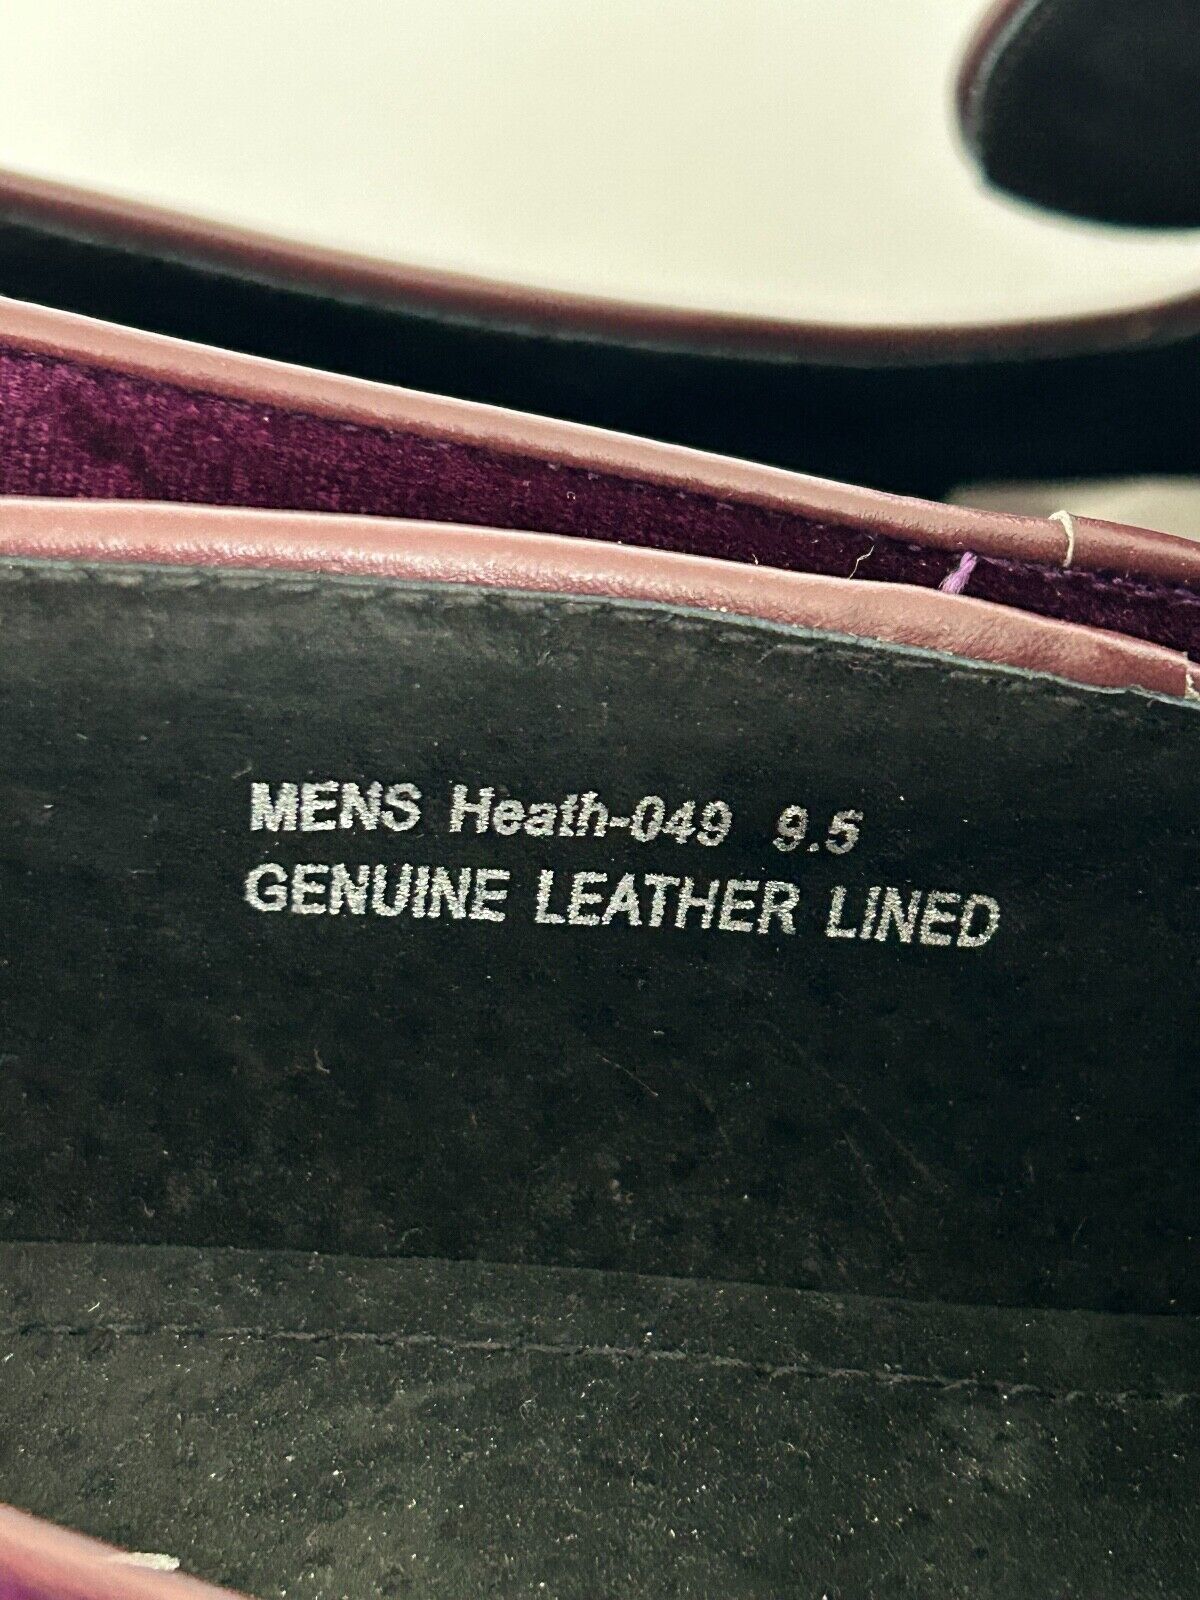 MENS Heath-049 9.5
GENUINE LEATHER LINED